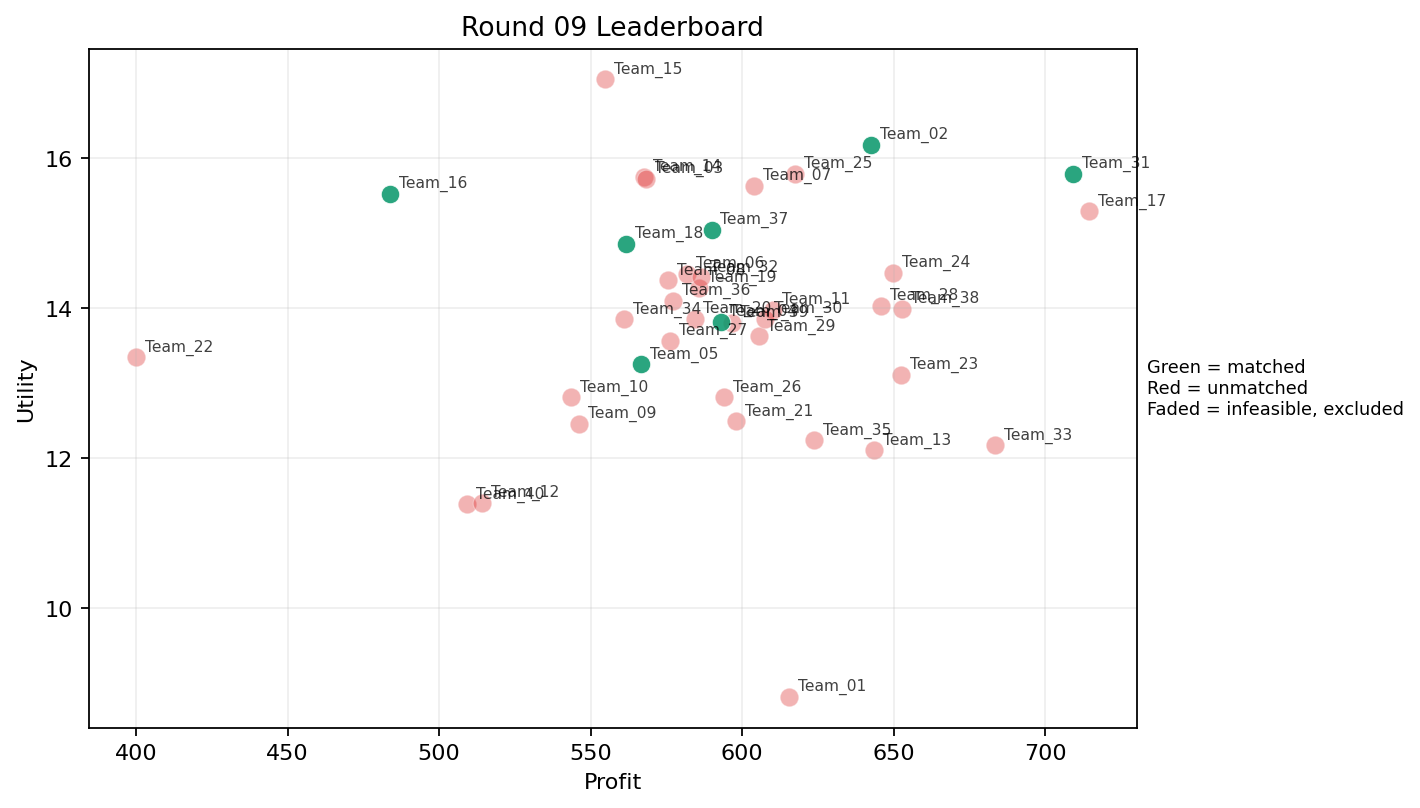 Round 09 Leaderboard
Team_15
Team_02
Team_14
Team_03
Team_25
Team_31
Team_07
Team_16
Team_17
Team_37
Team_18
Team_06
Team_32
Team_24
Team_19
Team_36
Team_28
Team_38
Team_11
Team_34
Team_20
Team_30
Team_29
Team_27
Team_22
Team_05
Team_23
Team_10
Team_26
Team_09
Team_21
Team_35
Team_13
Team_33
Team_40
Team_12
Team_01
16
14
12
10
Utility
400
450
500
550
600
650
700
Profit
Green = matched
Red = unmatched
Faded = infeasible, excluded